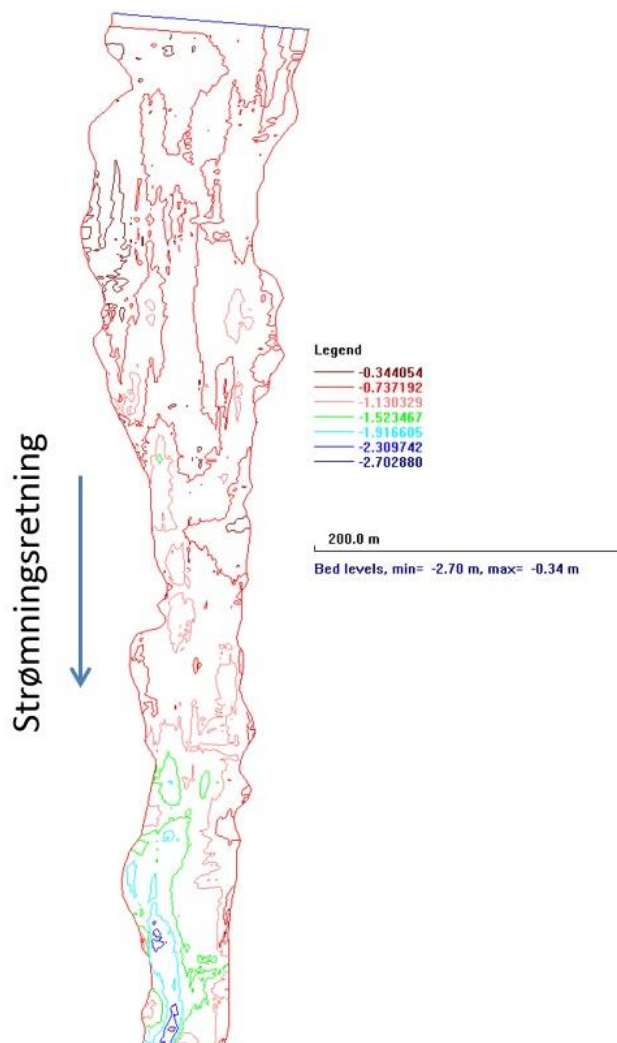 Strømningsretning
Legend
-0.344054
-0.737192
-1.130329
-1.523467
-1.916605
-2.309742
-2.702880
200.0 m
Bed levels, min= -2.70 m, max= -0.34 m